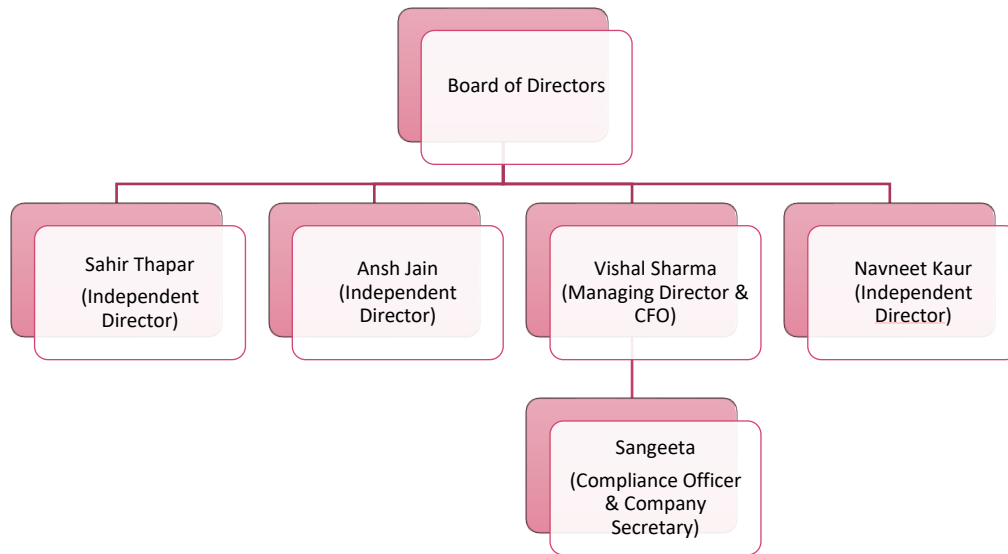 Board of Directors
Sahir Thapar
(Independent
Director)
Ansh Jain
(Independent
Director)
Vishal Sharma
(Managing Director &
CFO)
Navneet Kaur
(Independent
Director)
Sangeeta
(Compliance Officer
& Company
Secretary)